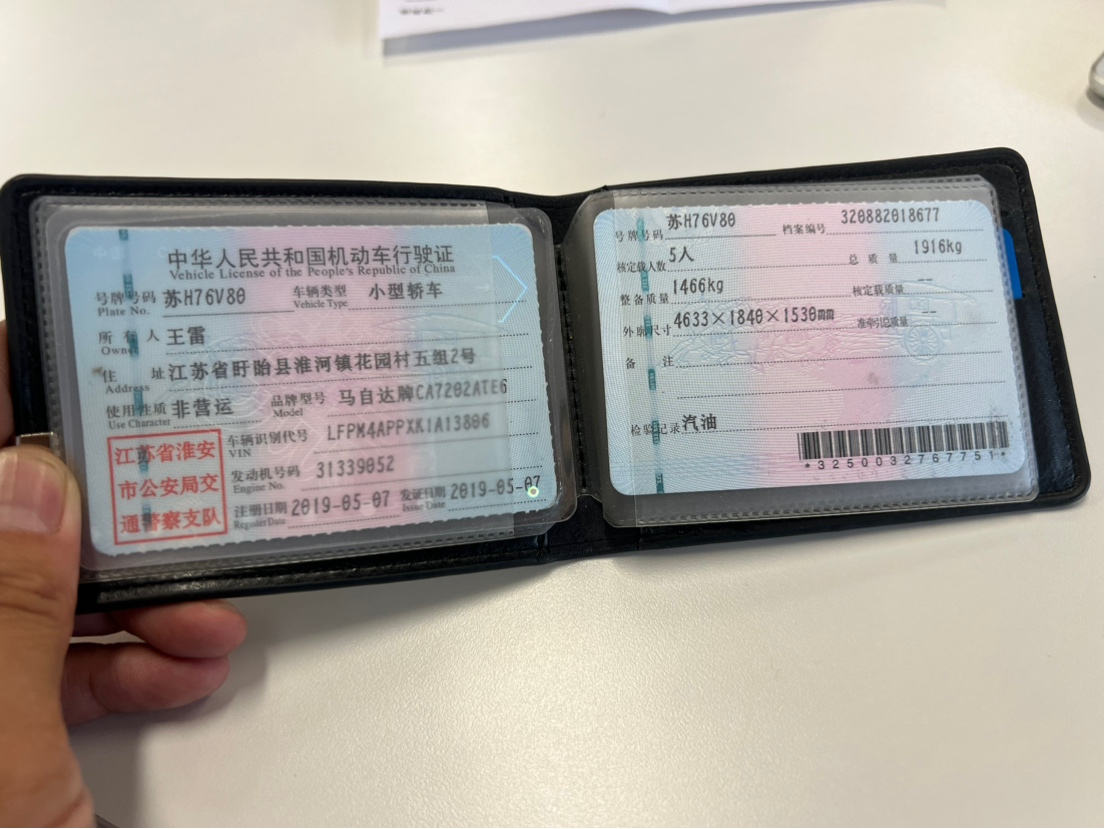 中华人民共和国机动车行驶证
Vehicle License of the People's Republic of China
号牌号码 苏H76V80 车辆类型 小型轿车
Plate No. Vehicle Type
所有人 王雷
Owner
住址 江苏省盱眙县淮河镇花园村五组2号
Address
使用性质 非营运 品牌型号 马自达牌CA7202ATE6
Use Character Model
江苏省淮安市公安局交通警察支队
车辆识别代号 LFPM4APPXK1A13806
VIN
发动机号码 31339052
Engine No.
注册日期 2019-05-07 发证日期 2019-05-07
Register Date Issue Date
号牌号码 苏H76V80 档案编号 320882018677
核定载人数 5人 总质量 1916kg
整备质量 1466kg 核定载质量 --
外廓尺寸 4633×1840×1530mm 准牵引总质量 --
备注
检验记录 汽油
*3250032767751*